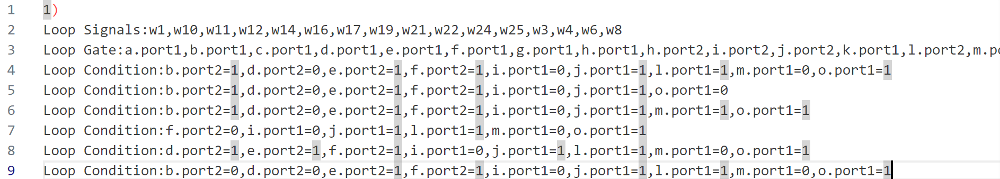 1 1)
2 Loop Signals:w1,w10,w11,w12,w14,w16,w17,w19,w21,w22,w24,w25,w3,w4,w6,w8
3 Loop Gate:a.port1,b.port1,c.port1,d.port1,e.port1,f.port1,g.port1,h.port1,h.port2,i.port2,j.port2,k.port1,l.port2,m.po
4 Loop Condition:b.port2=1,d.port2=0,e.port2=1,f.port2=1,i.port1=0,j.port1=1,l.port1=1,m.port1=0,o.port1=1
5 Loop Condition:b.port2=1,d.port2=0,e.port2=1,f.port2=1,i.port1=0,j.port1=1,o.port1=0
6 Loop Condition:b.port2=1,d.port2=0,e.port2=1,f.port2=1,i.port1=0,j.port1=1,m.port1=1,o.port1=1
7 Loop Condition:f.port2=0,i.port1=0,j.port1=1,l.port1=1,m.port1=0,o.port1=1
8 Loop Condition:d.port2=1,e.port2=1,f.port2=1,i.port1=0,j.port1=1,l.port1=1,m.port1=0,o.port1=1
9 Loop Condition:b.port2=0,d.port2=0,e.port2=1,f.port2=1,i.port1=0,j.port1=1,l.port1=1,m.port1=0,o.port1=1